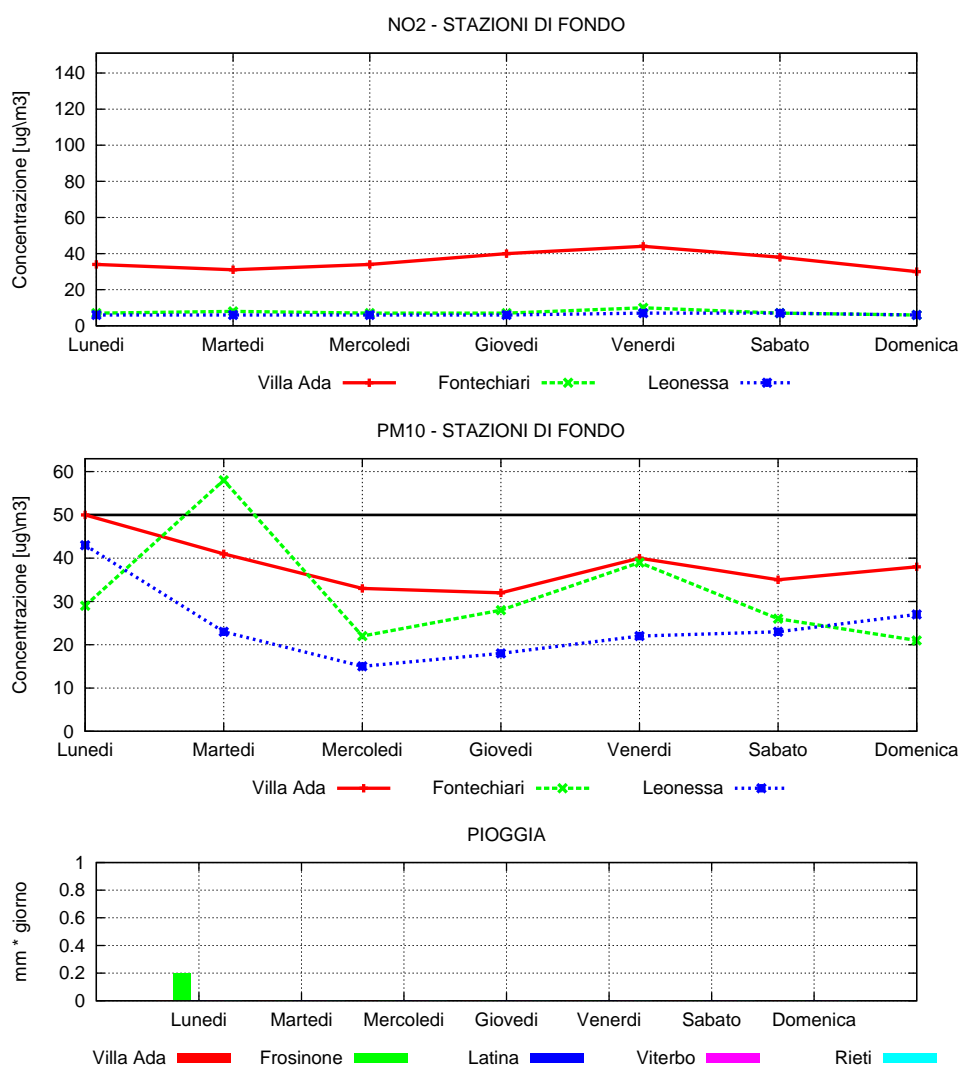 NO2 - STAZIONI DI FONDO
140
120
100
80
60
40
20
0
Concentrazione [ug\m3]
Lunedi Martedi Mercoledi Giovedi Venerdi Sabato Domenica
Villa Ada Fontechiari Leonessa
PM10 - STAZIONI DI FONDO
60
50
40
30
20
10
0
Concentrazione [ug\m3]
Lunedi Martedi Mercoledi Giovedi Venerdi Sabato Domenica
Villa Ada Fontechiari Leonessa
PIOGGIA
1
0.8
0.6
0.4
0.2
0
mm * giorno
Lunedi Martedi Mercoledi Giovedi Venerdi Sabato Domenica
Villa Ada Frosinone Latina Viterbo Rieti